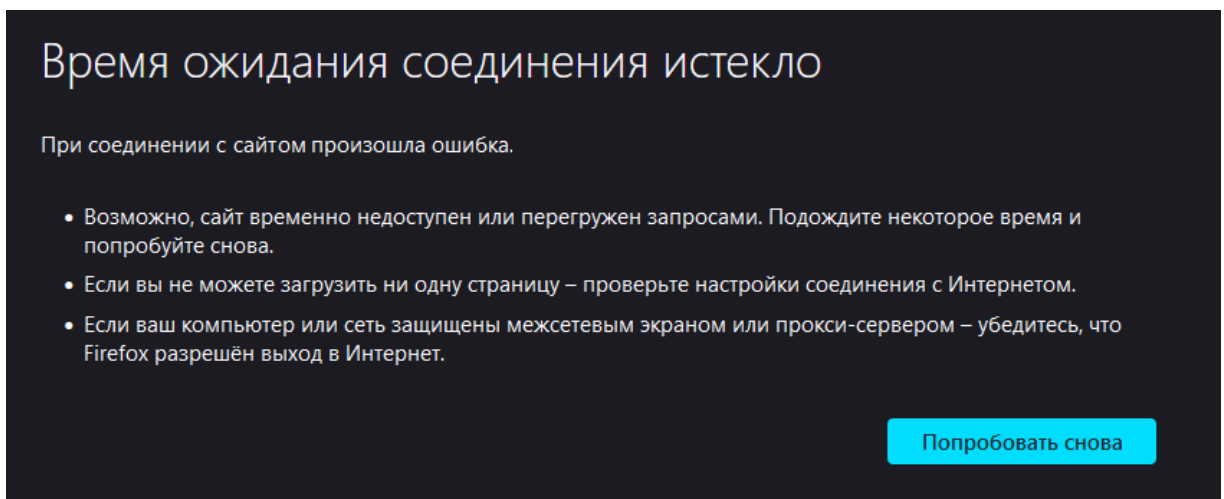 Время ожидания соединения истекло
При соединении с сайтом произошла ошибка.
• Возможно, сайт временно недоступен или перегружен запросами. Подождите некоторое время и
попробуйте снова.
• Если вы не можете загрузить ни одну страницу – проверьте настройки соединения с Интернетом.
• Если ваш компьютер или сеть защищены межсетевым экраном или прокси-сервером – убедитесь, что
Firefox разрешён выход в Интернет.
Попробовать снова